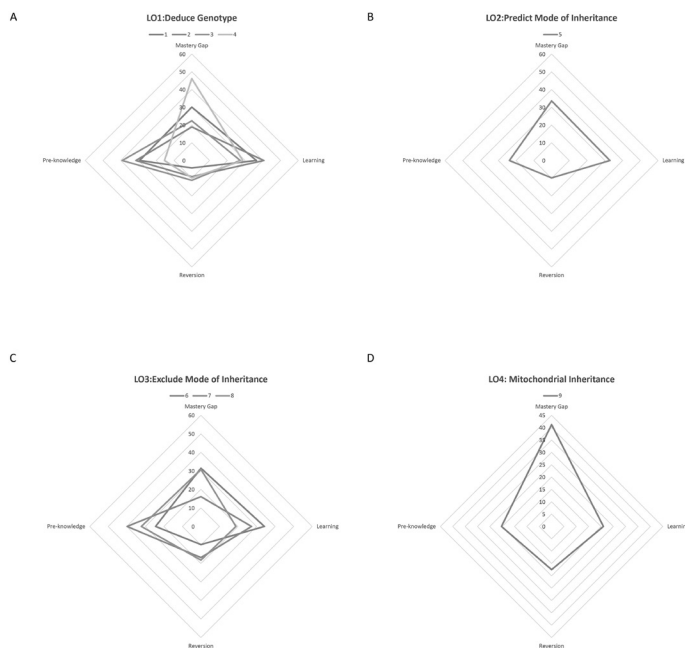 A
LO1:Deduce Genotype
1 2 3 4
Mastery Gap
60
50
40
30
20
10
0
Pre-knowledge
Learning
Reversion
B
LO2:Predict Mode of Inheritance
5
Mastery Gap
60
50
40
30
20
10
0
Pre-knowledge
Learning
Reversion
C
LO3:Exclude Mode of Inheritance
6 7 8
Mastery Gap
60
50
40
30
20
10
0
Pre-knowledge
Learning
Reversion
D
LO4: Mitochondrial Inheritance
9
Mastery Gap
45
40
35
30
25
20
15
10
5
0
Pre-knowledge
Learning
Reversion